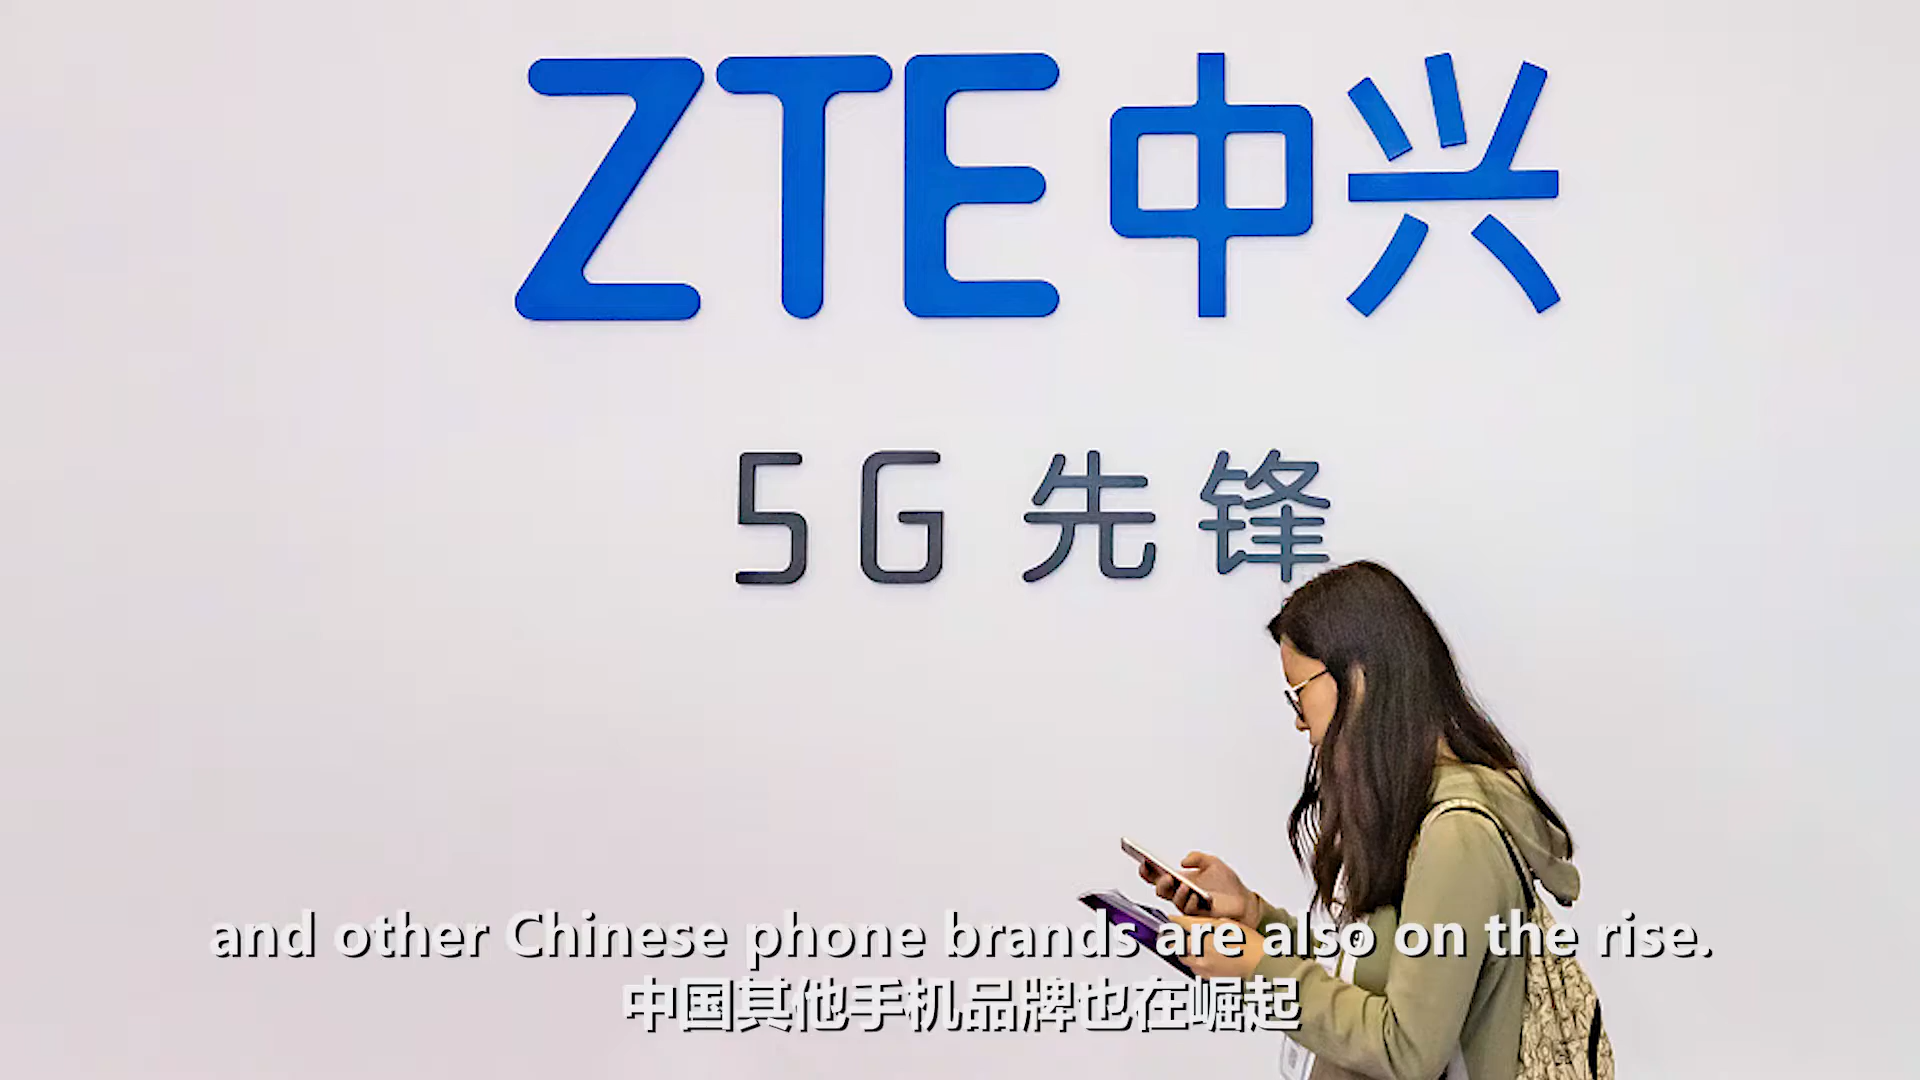 ZTE中兴
5G 先锋
and other Chinese phone brands are also on the rise.
中国其他手机品牌也在崛起